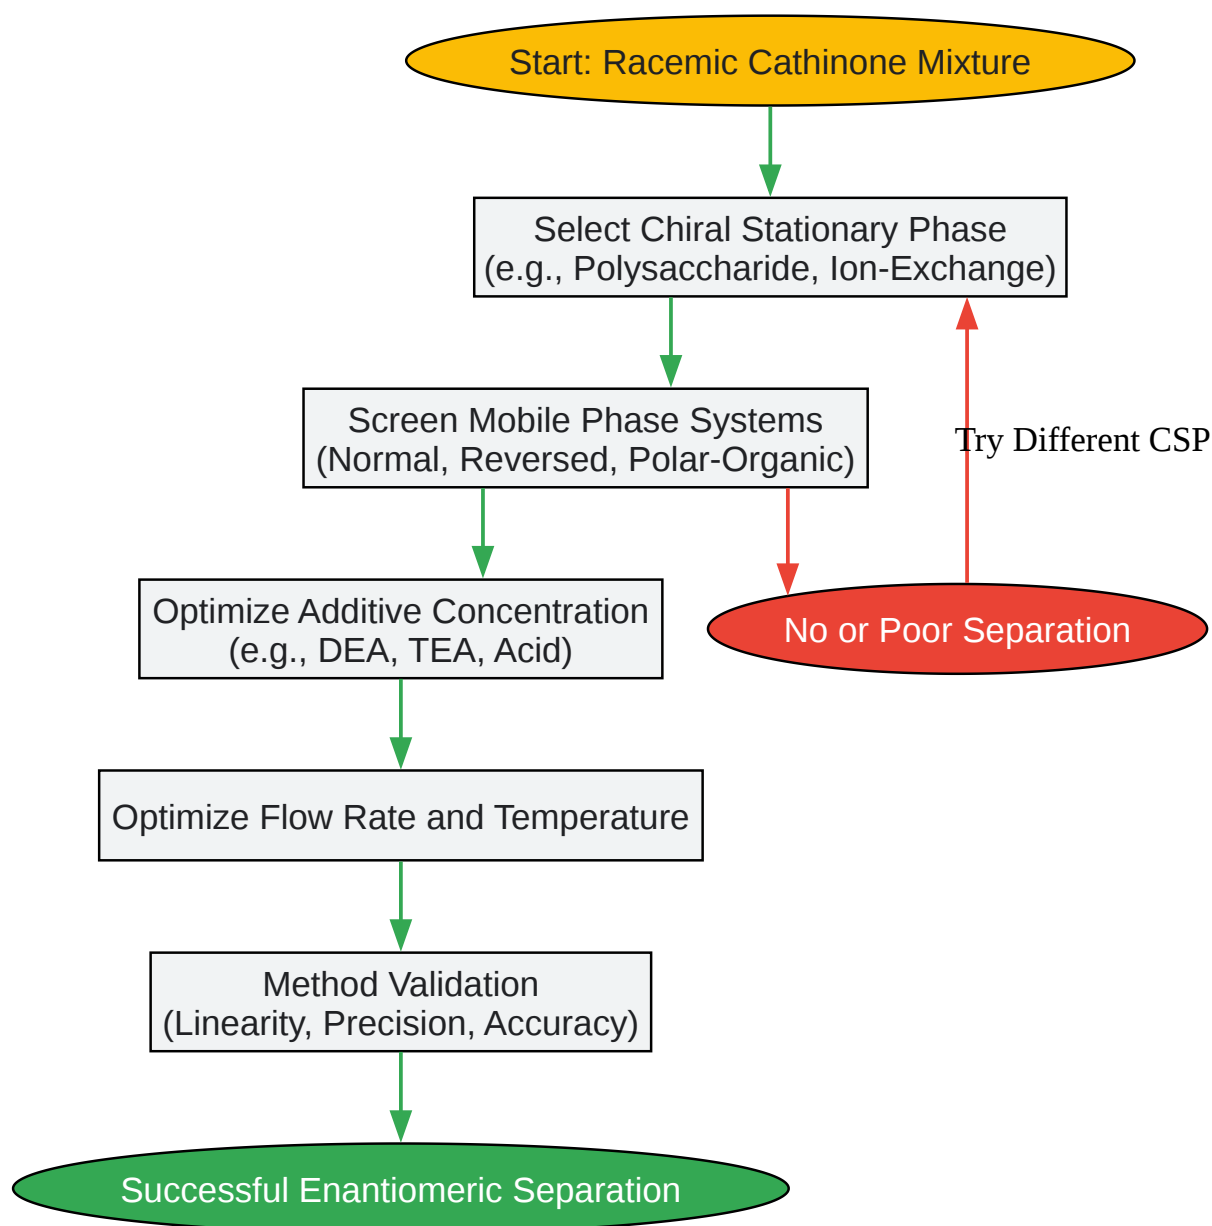 Start: Racemic Cathinone Mixture
Select Chiral Stationary Phase
(e.g., Polysaccharide, Ion-Exchange)
Screen Mobile Phase Systems
(Normal, Reversed, Polar-Organic)
Try Different CSP
Optimize Additive Concentration
(e.g., DEA, TEA, Acid)
No or Poor Separation
Optimize Flow Rate and Temperature
Method Validation
(Linearity, Precision, Accuracy)
Successful Enantiomeric Separation